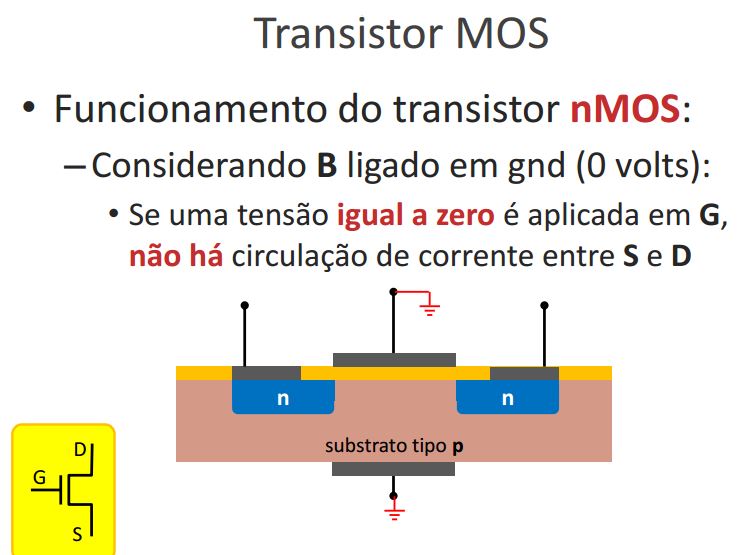 Transistor MOS
• Funcionamento do transistor nMOS:
– Considerando B ligado em gnd (0 volts):
• Se uma tensão igual a zero é aplicada em G,
não há circulação de corrente entre S e D
n
n
substrato tipo p
D
G
S